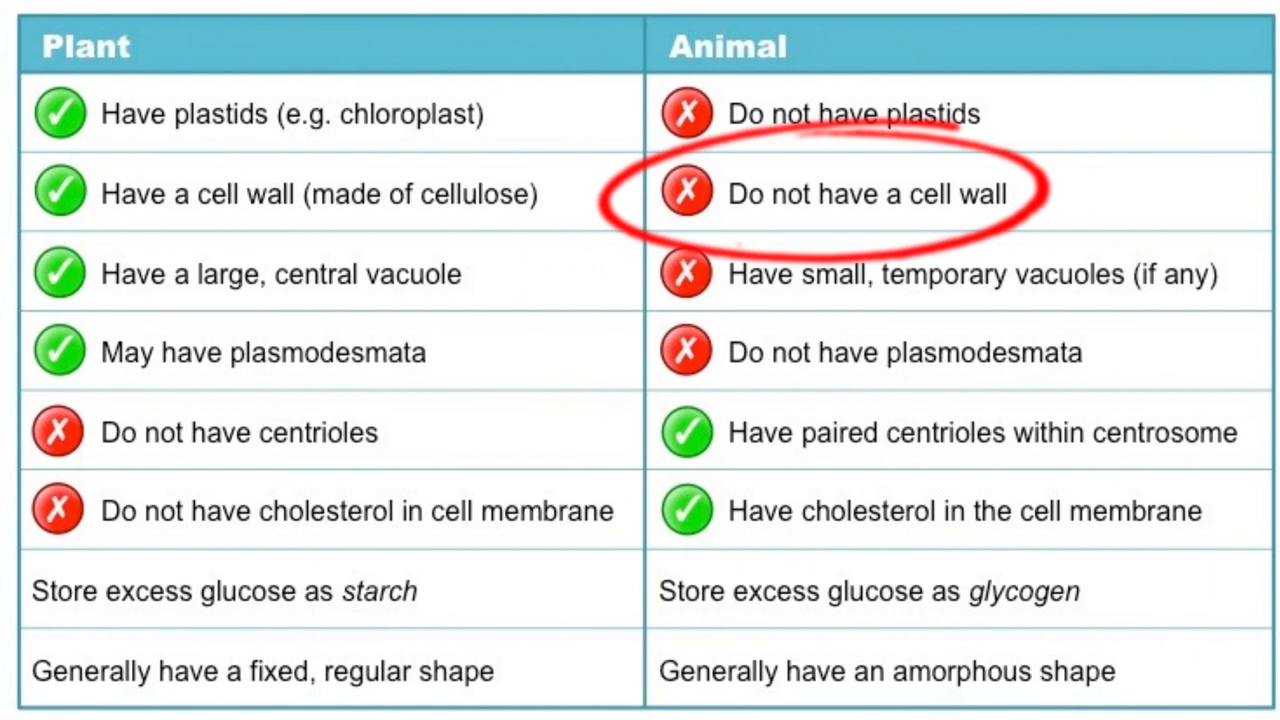 Plant Animal
Have plastids (e.g. chloroplast) Do not have plastids
Have a cell wall (made of cellulose) Do not have a cell wall
Have a large, central vacuole Have small, temporary vacuoles (if any)
May have plasmodesmata Do not have plasmodesmata
Do not have centrioles Have paired centrioles within centrosome
Do not have cholesterol in cell membrane Have cholesterol in the cell membrane
Store excess glucose as starch Store excess glucose as glycogen
Generally have a fixed, regular shape Generally have an amorphous shape